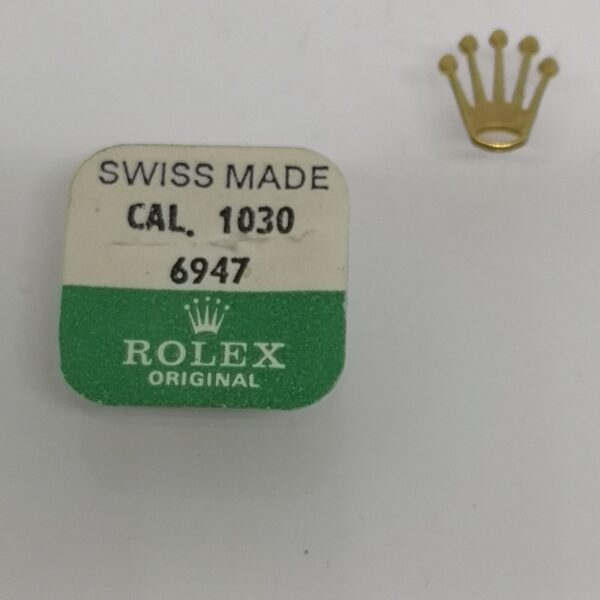 SWISS MADE
CAL. 1030
6947
ROLEX
ORIGINAL